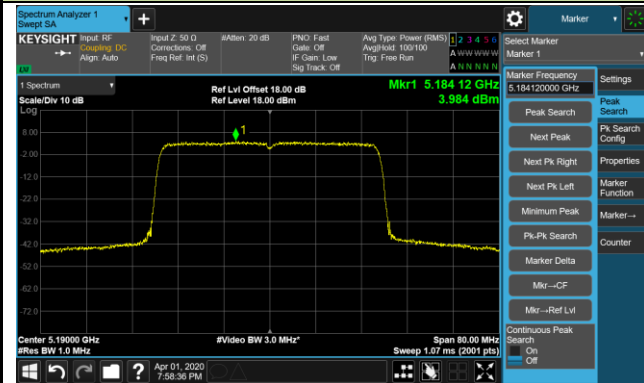 Spectrum Analyzer 1
Swept SA
+
Marker
KEYSIGHT
Input: RF
Coupling: DC
Align: Auto
Input Z: 50 Ω
Corrections: Off
Freq Ref: Int (S)
#Atten: 20 dB
PNO: Fast
Gate: Off
IF Gain: Low
Sig Track: Off
Avg Type: Power (RMS)
Avg|Hold: 100/100
Trig: Free Run
1 2 3 4 5 6
A W W W W W
A N N N N N
Select Marker
Marker 1
1 Spectrum
Scale/Div 10 dB
Log
Ref Lvl Offset 18.00 dB
Ref Level 18.00 dBm
Mkr1 5.184 12 GHz
3.984 dBm
1
8.00
-2.00
-12.0
-22.0
-32.0
-42.0
-52.0
-62.0
-72.0
Center 5.19000 GHz
#Res BW 1.0 MHz
#Video BW 3.0 MHz*
Span 80.00 MHz
Sweep 1.07 ms (2001 pts)
Marker Frequency
5.184120000 GHz
Peak Search
Next Peak
Next Pk Right
Next Pk Left
Minimum Peak
Pk-Pk Search
Marker Delta
Mkr→CF
Mkr→Ref Lvl
Continuous Peak
Search
On
Off
Settings
Peak
Search
Pk Search
Config
Properties
Marker
Function
Marker→
Counter
?
Apr 01, 2020
7:58:36 PM